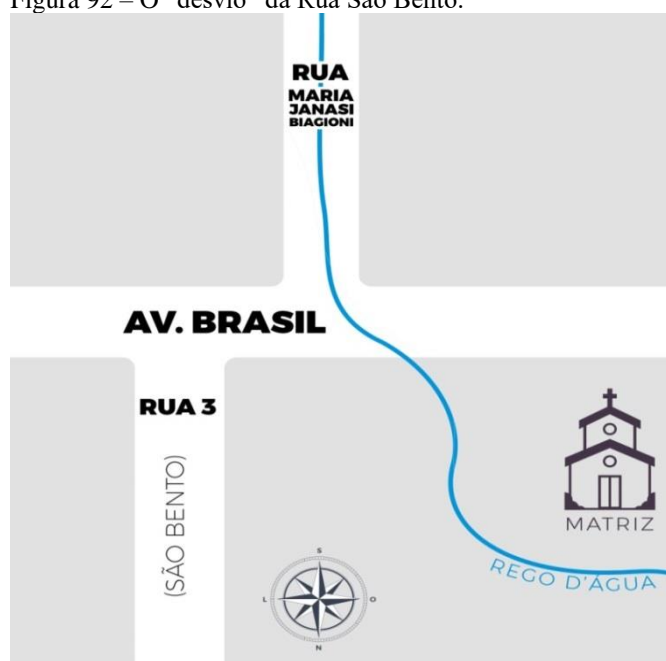 Figura 92 – O "desvio" da Rua São Bento.
RUA
MARIA
JANASI
BIAGIONI
AV. BRASIL
RUA 3
(SÃO BENTO)
MATRIZ
REGO D'ÁGUA
S
L
O
N